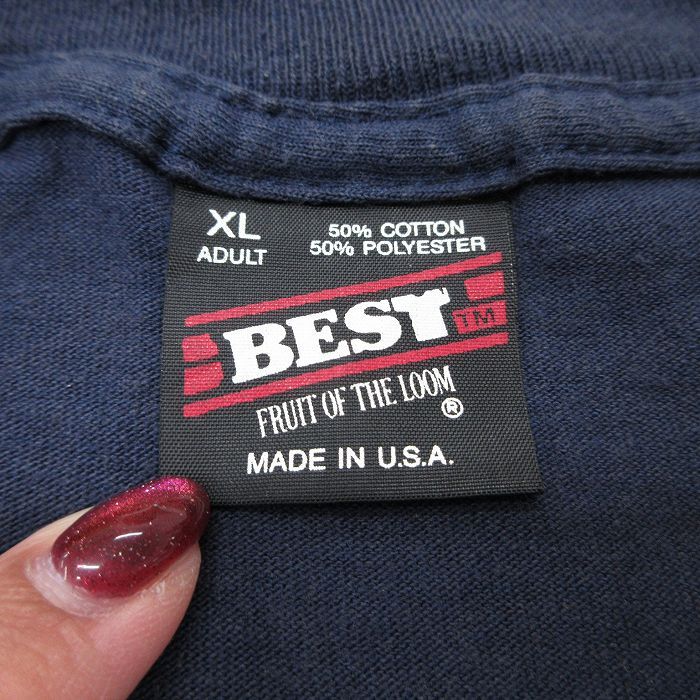 XL
ADULT
50% COTTON
50% POLYESTER
BEST TM
FRUIT OF THE LOOM ®
MADE IN U.S.A.